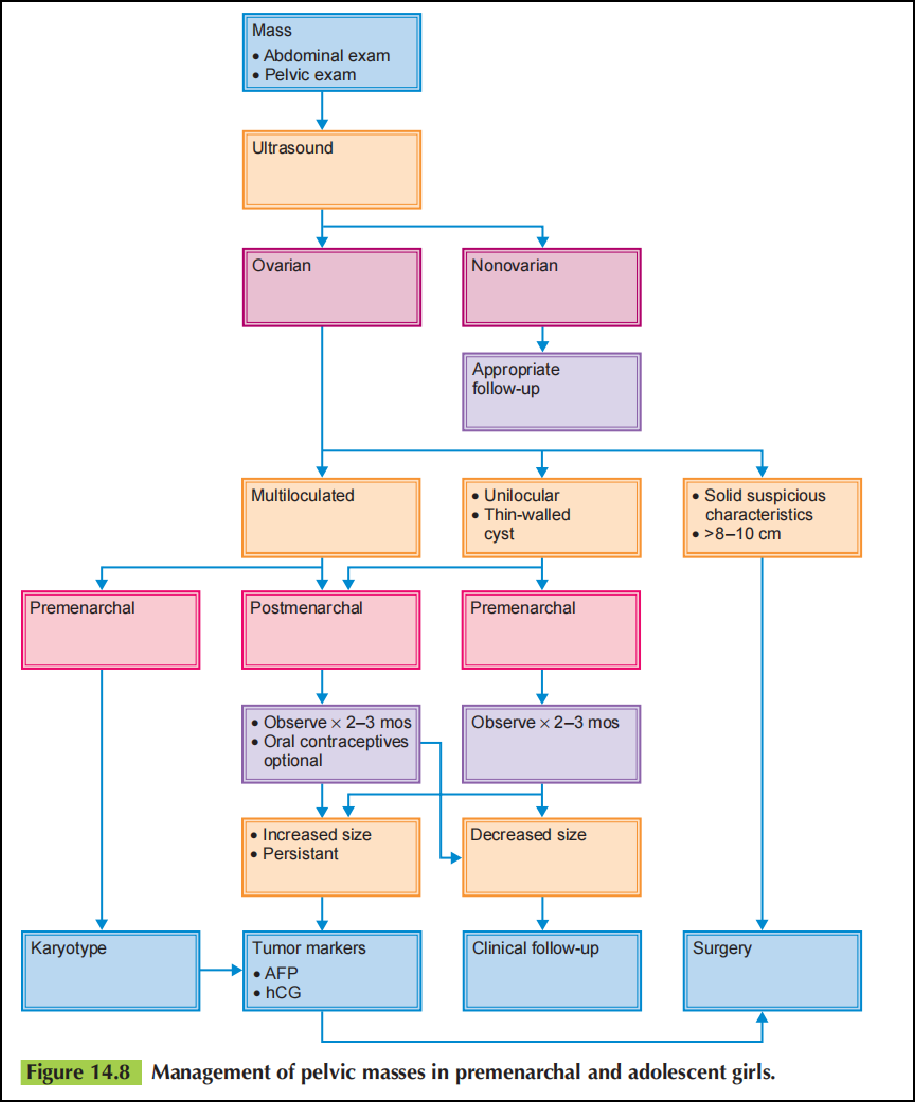 Mass
• Abdominal exam
• Pelvic exam
Ultrasound
Ovarian
Nonovarian
Appropriate
follow-up
Multiloculated
• Unilocular
• Thin-walled
cyst
• Solid suspicious
characteristics
• >8–10 cm
Premenarchal
Postmenarchal
Premenarchal
• Observe × 2–3 mos
• Oral contraceptives
optional
Observe × 2–3 mos
• Increased size
• Persistant
Decreased size
Karyotype
Tumor markers
• AFP
• hCG
Clinical follow-up
Surgery
Figure 14.8 Management of pelvic masses in premenarchal and adolescent girls.